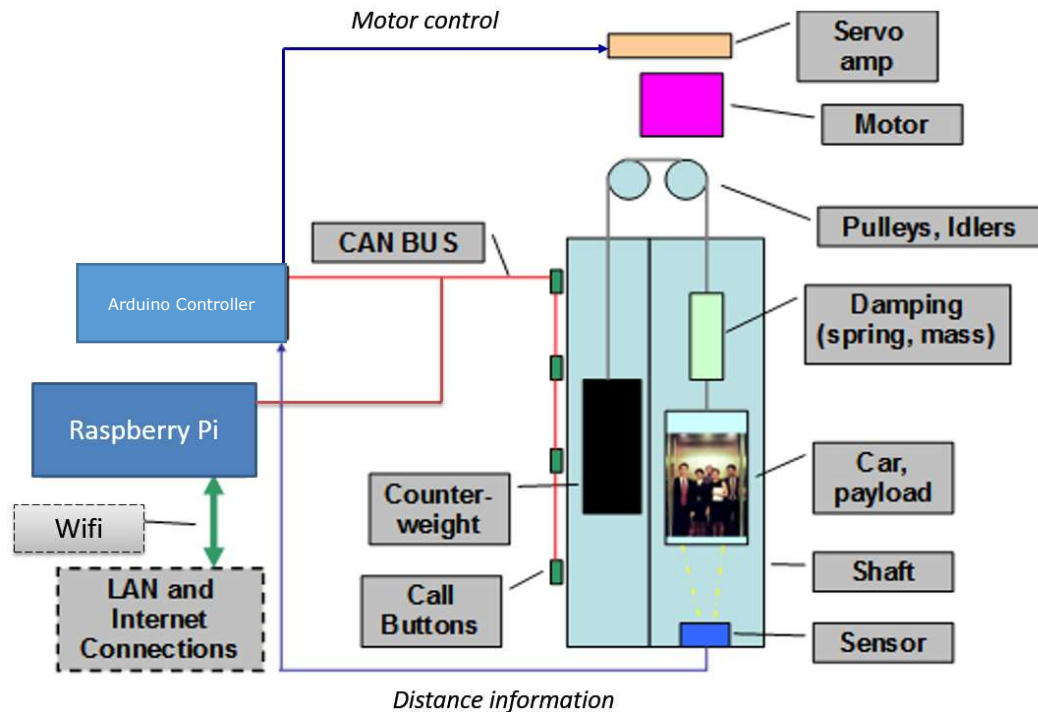 Motor control
Servo
amp
Motor
Pulleys, Idlers
CAN BUS
Arduino Controller
Damping
(spring, mass)
Raspberry Pi
Car,
payload
Counter-
weight
Wifi
LAN and
Internet
Connections
Call
Buttons
Shaft
Sensor
Distance information